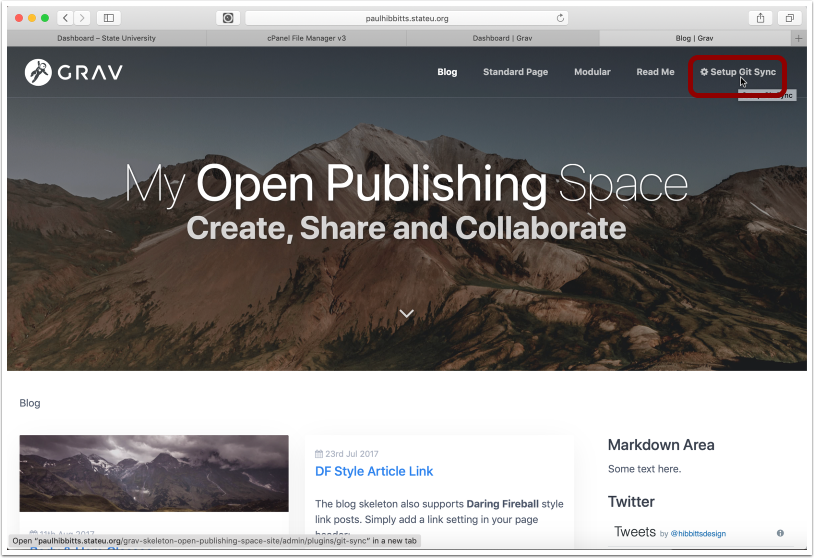 paulhibbitts.stateu.org
Dashboard – State University
cPanel File Manager v3
Dashboard | Grav
Blog | Grav
GRAV
Blog
Standard Page
Modular
Read Me
Setup Git Sync
My Open Publishing Space
Create, Share and Collaborate
Blog
23rd Jul 2017
DF Style Article Link
The blog skeleton also supports Daring Fireball style
link posts. Simply add a link setting in your page
header:
Markdown Area
Some text here.
Twitter
Tweets by @hibbittsdesign
11th Aug 2017
Open "paulhibbitts.stateu.org/grav-skeleton-open-publishing-space-site/admin/plugins/git-sync" in a new tab